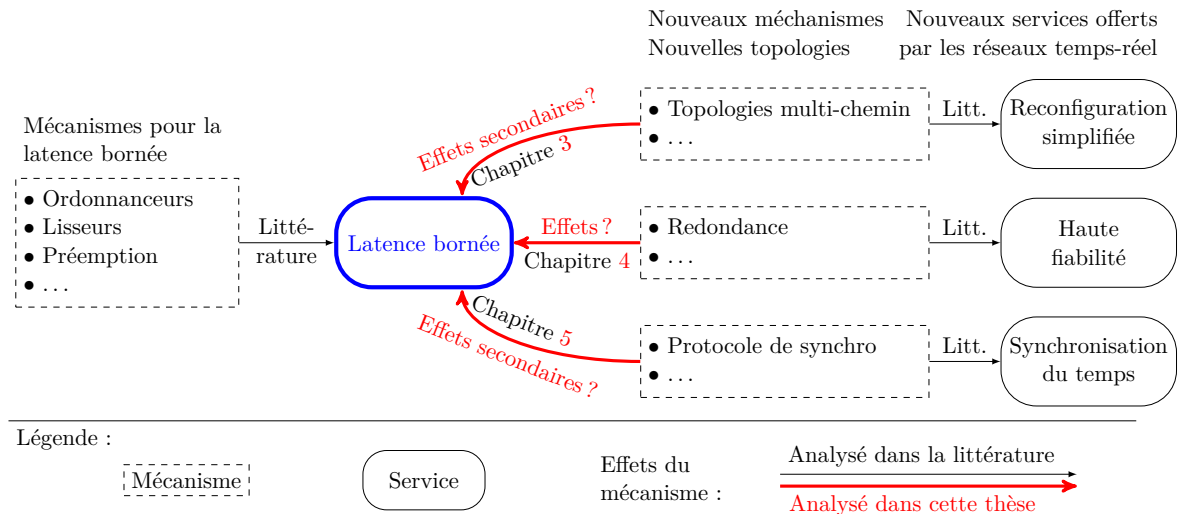 Nouveaux méchanismes
Nouvelles topologies
Nouveaux services offerts
par les réseaux temps-réel
Mécanismes pour la
latence bornée
• Ordonnanceurs
• Lisseurs
• Préemption
• ...
Litté-
rature
Latence bornée
Effets secondaires ?
Chapitre 3
• Topologies multi-chemin
• ...
Litt.
Reconfiguration
simplifiée
Effets ?
Chapitre 4
• Redondance
• ...
Litt.
Haute
fiabilité
Chapitre 5
Effets secondaires ?
• Protocole de synchro
• ...
Litt.
Synchronisation
du temps
Légende :
Mécanisme
Service
Effets du
mécanisme :
Analysé dans la littérature
Analysé dans cette thèse